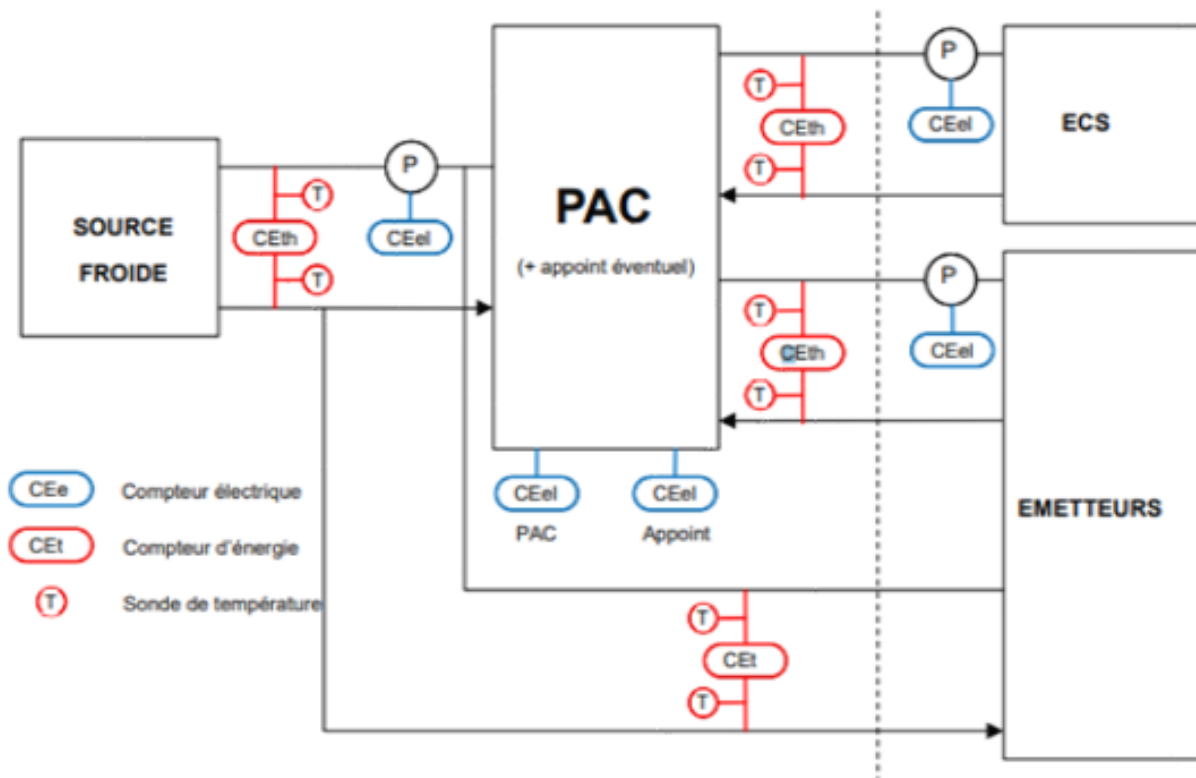 P
T
CEth
CEel
T
ECS
PAC
(+ appoint éventuel)
P
T
CEth
CEel
T
SOURCE
FROIDE
P
T
CEth
CEel
T
EMETTEURS
CEel
CEel
PAC
Appoint
CEe
Compteur électrique
CEt
Compteur d'énergie
T
Sonde de température
T
CEt
T